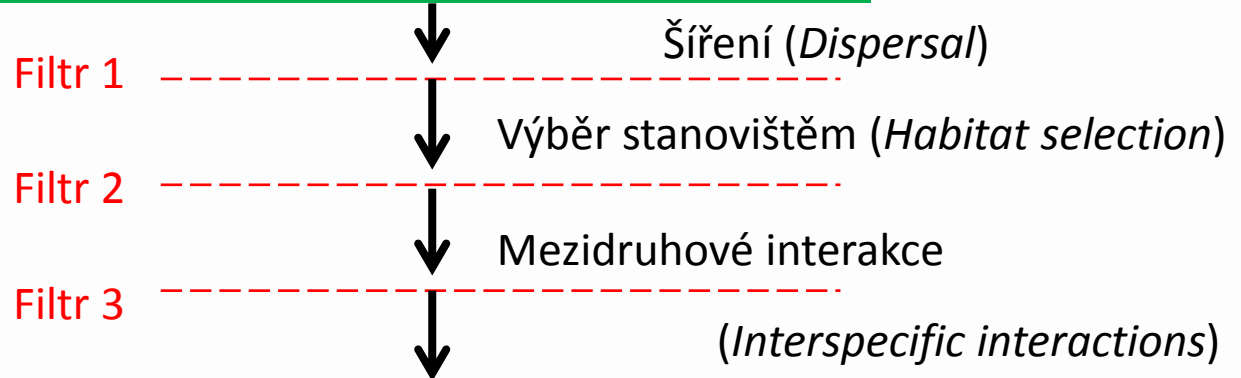 Šíření (Dispersal)
Filtr 1
Výběr stanovištěm (Habitat selection)
Filtr 2
Mezidruhové interakce
Filtr 3
(Interspecific interactions)